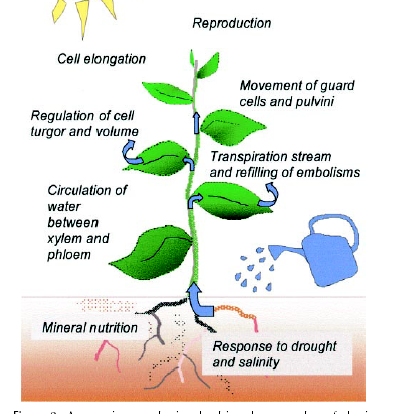 Reproduction
Cell elongation
Movement of guard
cells and pulvini
Regulation of cell
turgor and volume
Transpiration stream
and refilling of embolisms
Circulation of
water
between
xylem and
phloem
Mineral nutrition
Response to drought
and salinity